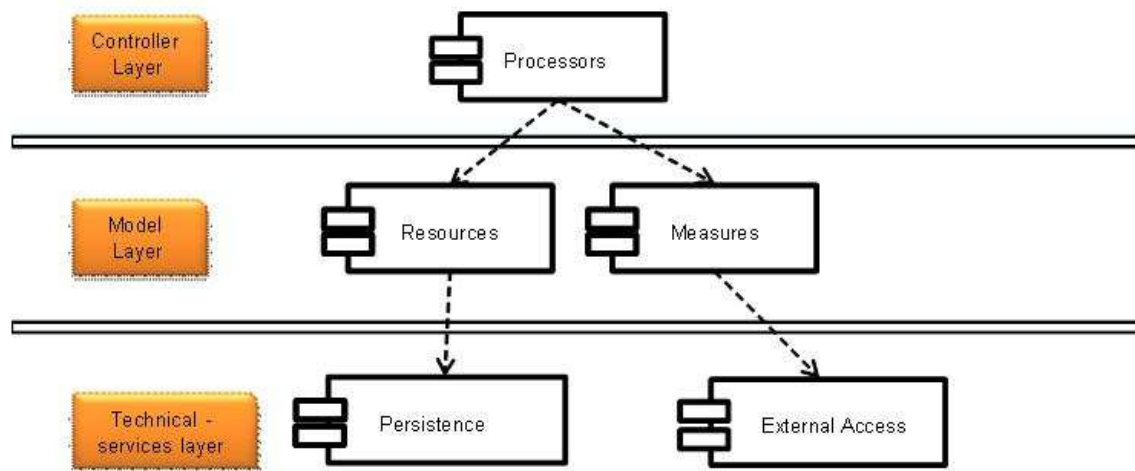 Controller
Layer
Processors
Model
Layer
Resources
Measures
Technical -
services layer
Persistence
External Access